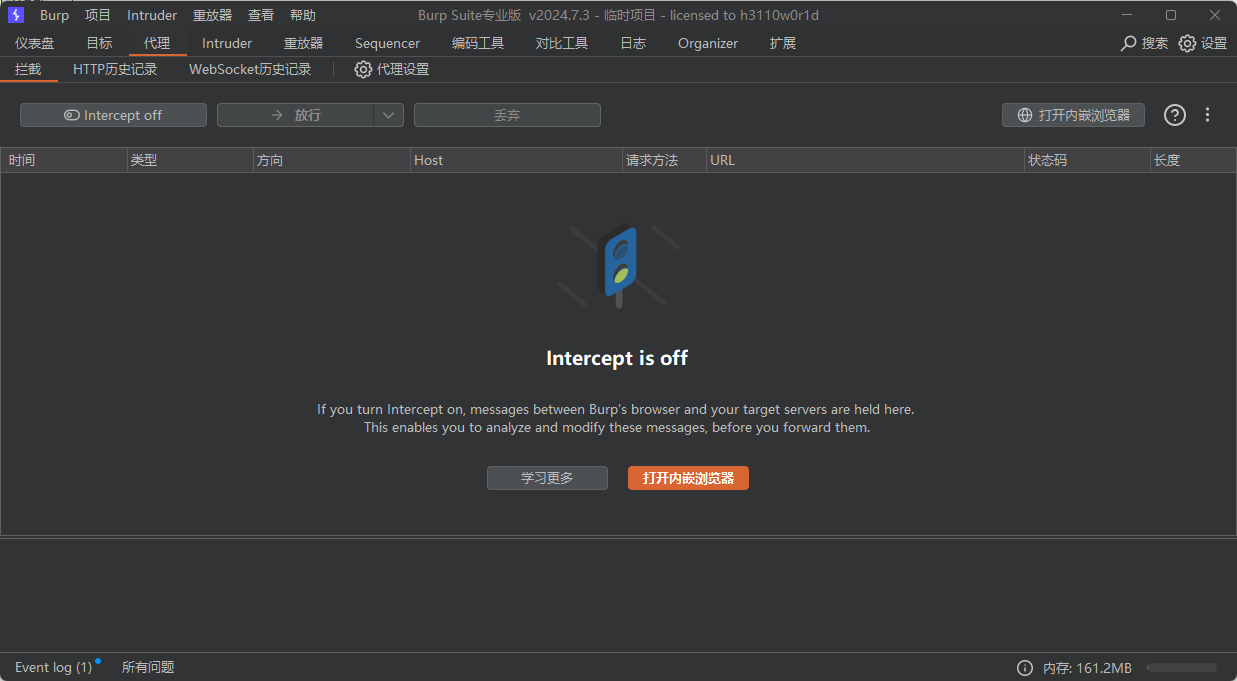 Burp 项目 Intruder 重放器 查看 帮助 Burp Suite专业版 v2024.7.3 - 临时项目 - licensed to h3110w0r1d
仪表盘 目标 代理 Intruder 重放器 Sequencer 编码工具 对比工具 日志 Organizer 扩展 搜索 设置
拦截 HTTP历史记录 WebSocket历史记录 代理设置
Intercept off 放行 丢弃 打开内嵌浏览器
时间 类型 方向 Host 请求方法 URL 状态码 长度
Intercept is off
If you turn Intercept on, messages between Burp's browser and your target servers are held here.
This enables you to analyze and modify these messages, before you forward them.
学习更多 打开内嵌浏览器
Event log (1) 所有问题 内存: 161.2MB